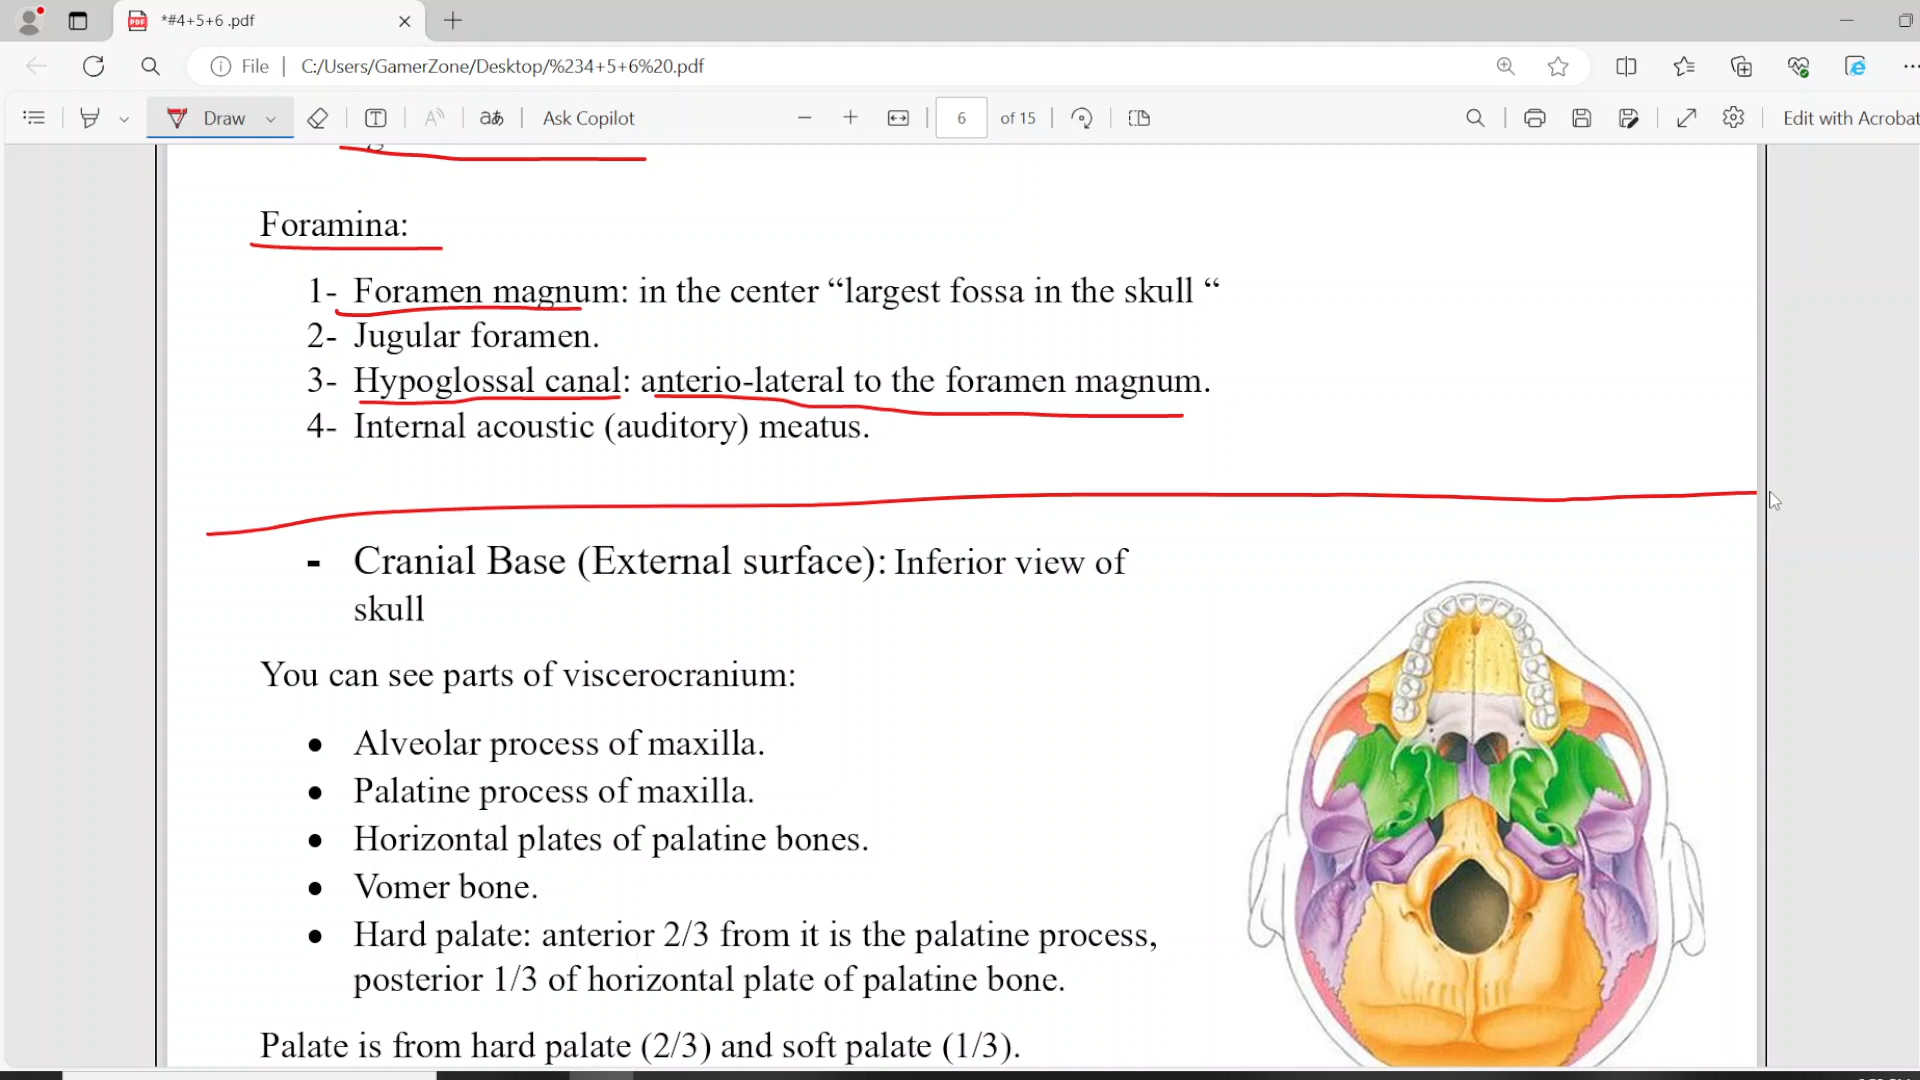 *#4+5+6 .pdf
File
C:/Users/GamerZone/Desktop/%234+5+6%20.pdf
Draw
Ask Copilot
6
of 15
Edit with Acrobat
Foramina:
1- Foramen magnum: in the center “largest fossa in the skull “
2- Jugular foramen.
3- Hypoglossal canal: anterio-lateral to the foramen magnum.
4- Internal acoustic (auditory) meatus.
- Cranial Base (External surface): Inferior view of
skull
You can see parts of viscerocranium:
• Alveolar process of maxilla.
• Palatine process of maxilla.
• Horizontal plates of palatine bones.
• Vomer bone.
• Hard palate: anterior 2/3 from it is the palatine process,
posterior 1/3 of horizontal plate of palatine bone.
Palate is from hard palate (2/3) and soft palate (1/3).